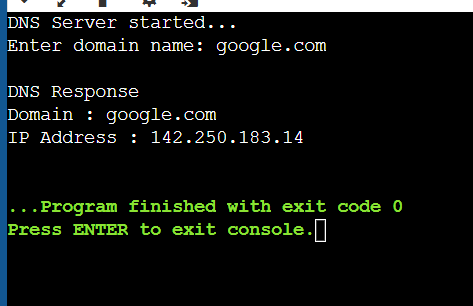 DNS Server started...
Enter domain name: google.com
DNS Response
Domain : google.com
IP Address : 142.250.183.14
...Program finished with exit code 0
Press ENTER to exit console.